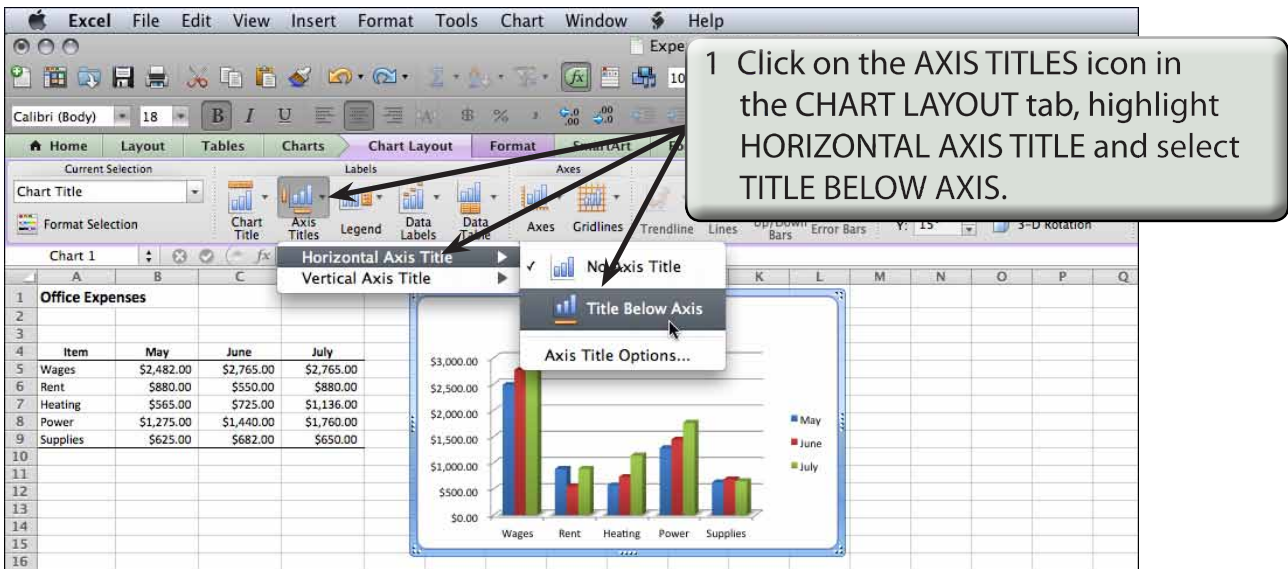 Excel File Edit View Insert Format Tools Chart Window Help
Expe
10
1 Click on the AXIS TITLES icon in
the CHART LAYOUT tab, highlight
HORIZONTAL AXIS TITLE and select
TITLE BELOW AXIS.
Calibri (Body) 18 B I U
Home Layout Tables Charts Chart Layout Format SmartArt
Current Selection Labels Axes
Chart Title
Format Selection
Chart Title Axis Titles Legend Data Labels Data Table Axes Gridlines Trendline Lines Up/Down Bars Error Bars Y: 15° 3-D Rotation
Chart 1 fx
Horizontal Axis Title
Vertical Axis Title
No Axis Title
Title Below Axis
Axis Title Options...
A B C K L M N O P Q
1 Office Expenses
2
3
4 Item May June July
5 Wages $2,482.00 $2,765.00 $2,765.00
6 Rent $880.00 $550.00 $880.00
7 Heating $565.00 $725.00 $1,136.00
8 Power $1,275.00 $1,440.00 $1,760.00
9 Supplies $625.00 $682.00 $650.00
10
11
12
13
14
15
16
$3,000.00
$2,500.00
$2,000.00
$1,500.00
$1,000.00
$500.00
$0.00
Wages Rent Heating Power Supplies
May
June
July